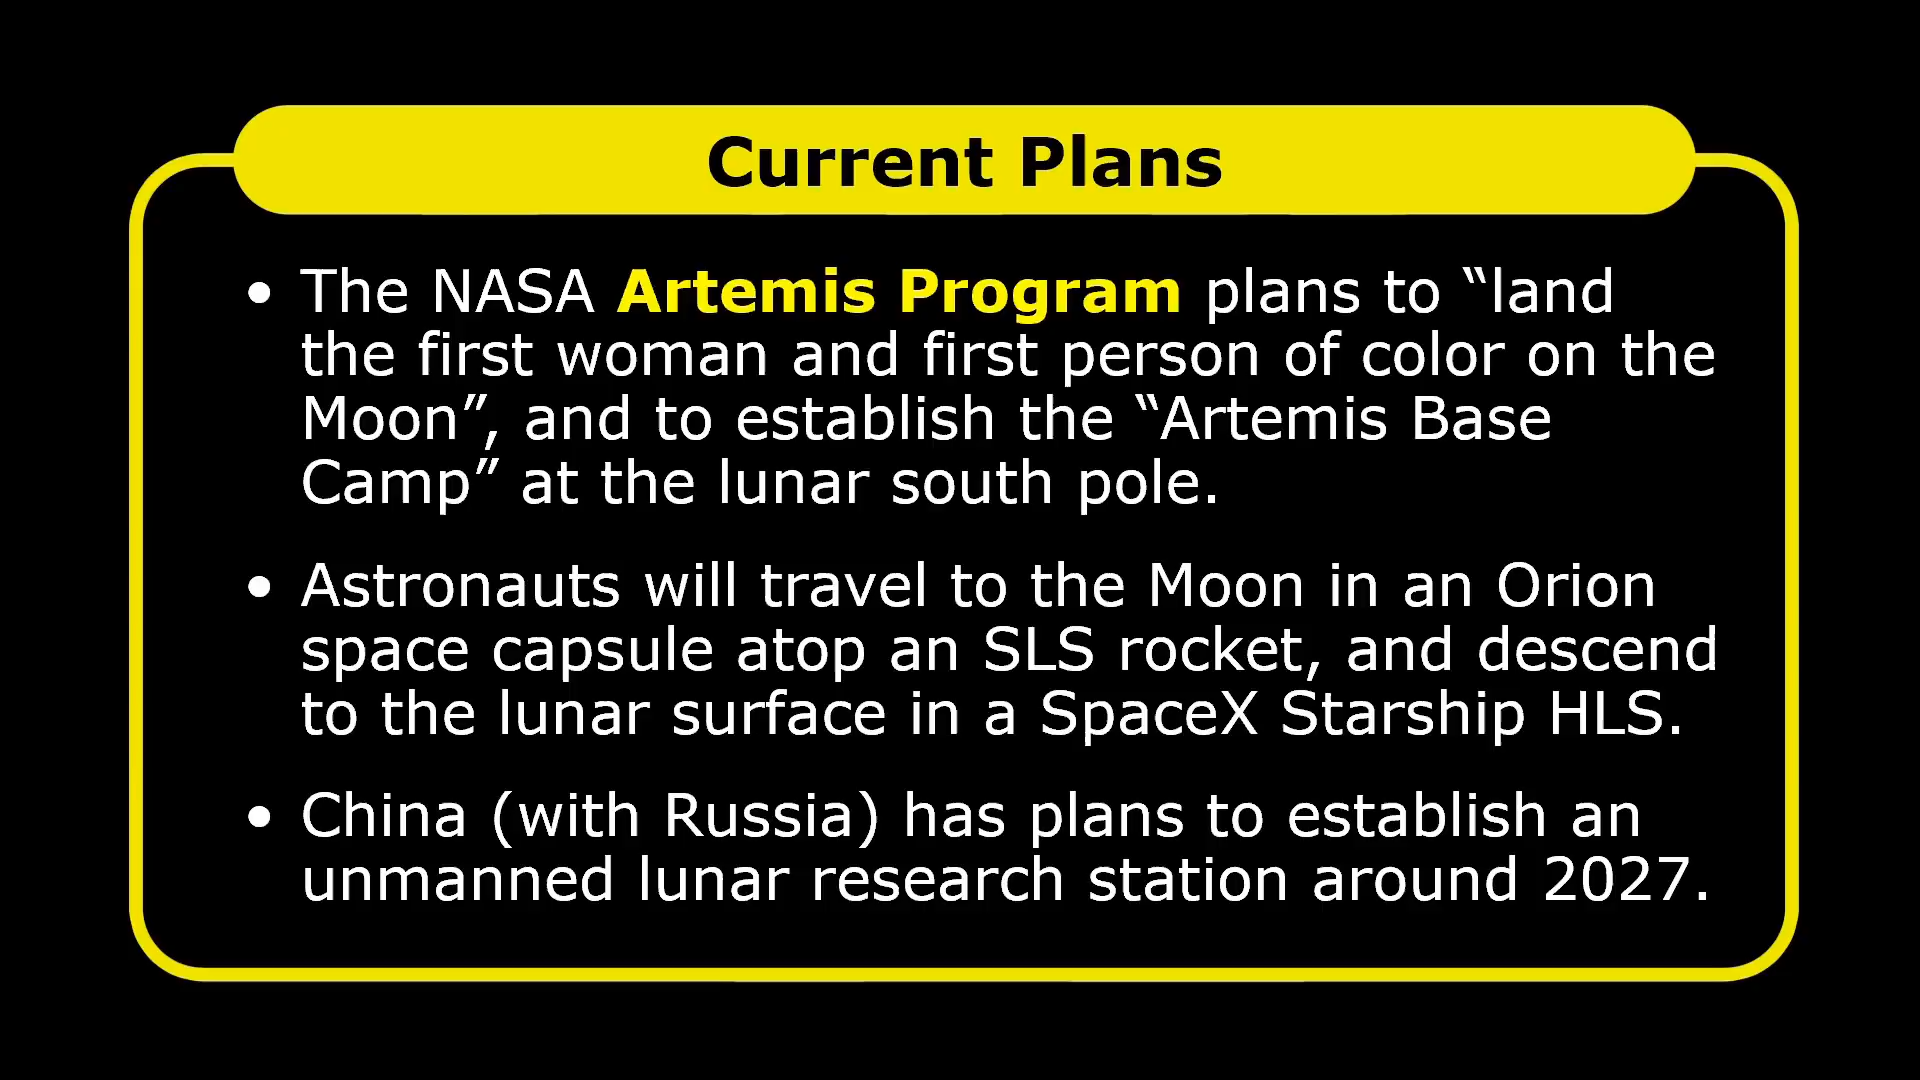 Current Plans
• The NASA Artemis Program plans to “land
the first woman and first person of color on the
Moon”, and to establish the “Artemis Base
Camp” at the lunar south pole.
• Astronauts will travel to the Moon in an Orion
space capsule atop an SLS rocket, and descend
to the lunar surface in a SpaceX Starship HLS.
• China (with Russia) has plans to establish an
unmanned lunar research station around 2027.